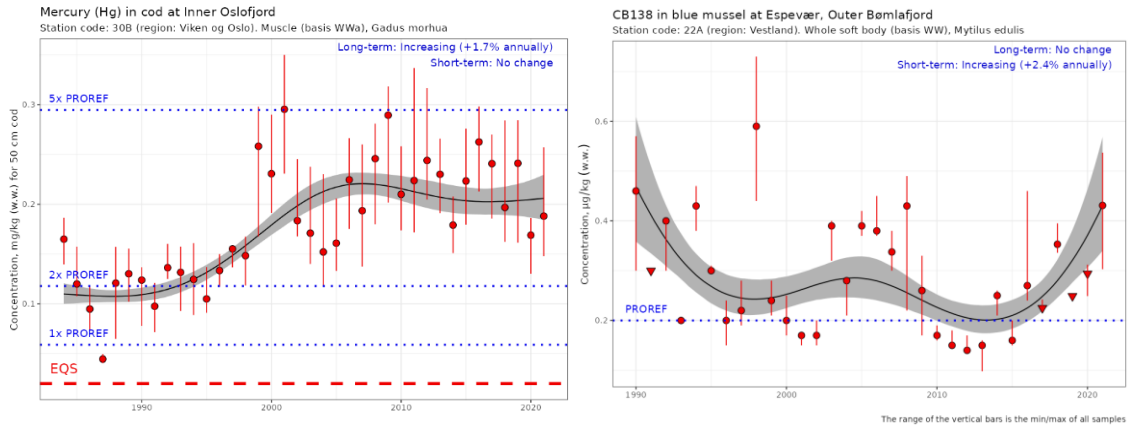 Mercury (Hg) in cod at Inner Oslofjord
Station code: 30B (region: Viken og Oslo). Muscle (basis WWa), Gadus morhua
Long-term: Increasing (+1.7% annually)
Short-term: No change
5x PROREF
2x PROREF
1x PROREF
EQS
Concentration, mg/kg (w.w.) for 50 cm cod
0.3
0.2
0.1
1990
2000
2010
2020
CB138 in blue mussel at Espevær, Outer Bømlafjord
Station code: 22A (region: Vestland). Whole soft body (basis WW), Mytilus edulis
Long-term: No change
Short-term: Increasing (+2.4% annually)
PROREF
Concentration, µg/kg (w.w.)
0.6
0.4
0.2
1990
2000
2010
2020
The range of the vertical bars is the min/max of all samples